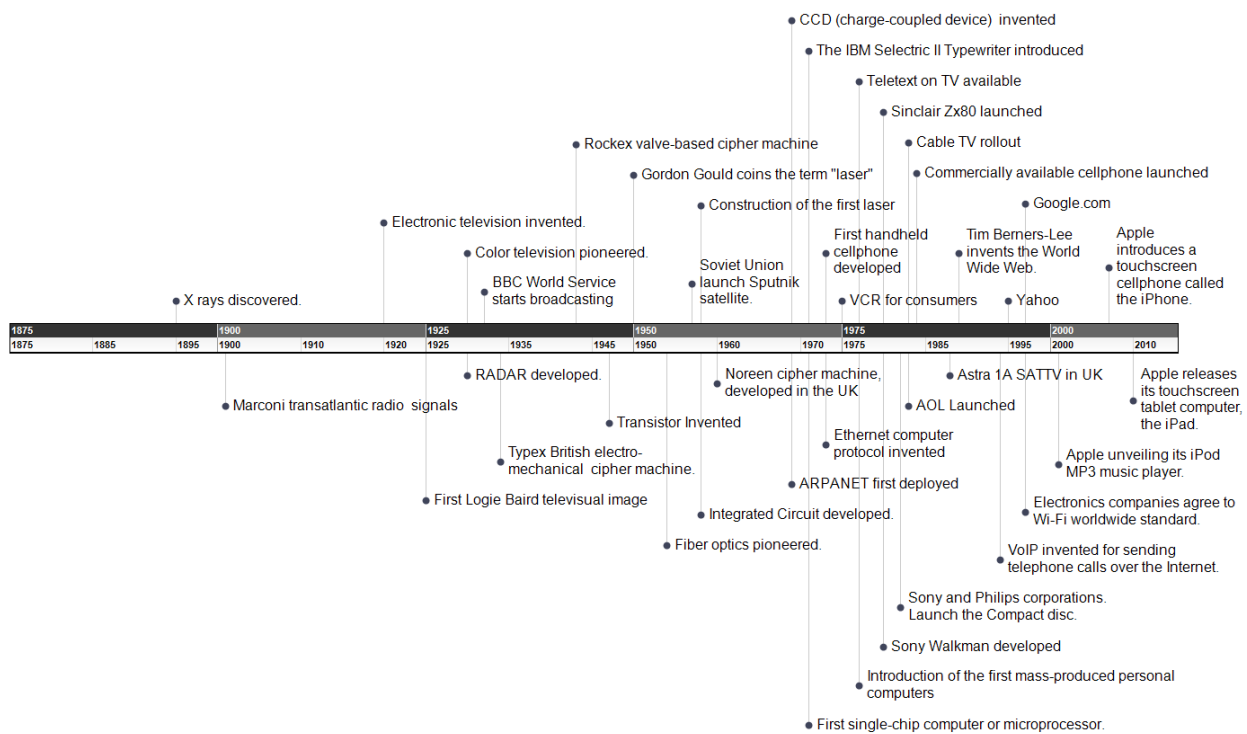 CCD (charge-coupled device)  invented
The IBM Selectric II Typewriter introduced
Teletext on TV available
Sinclair Zx80 launched
Cable TV rollout
Rockex valve-based cipher machine
Commercially available cellphone launched
Gordon Gould coins the term "laser"
Construction of the first laser
Google.com
Electronic television invented.
Color television pioneered.
BBC World Service
starts broadcasting
X rays discovered.
Soviet Union
launch Sputnik
satellite.
First handheld
cellphone
developed
VCR for consumers
Tim Berners-Lee
invents the World
Wide Web.
Yahoo
Apple
introduces a
touchscreen
cellphone called
the iPhone.
1875 1900 1925 1950 1975 2000
1875 1885 1895 1900 1910 1920 1925 1935 1945 1950 1960 1970 1975 1985 1995 2000 2010
RADAR developed.
Marconi transatlantic radio  signals
Noreen cipher machine,
developed in the UK
Astra 1A SATTV in UK
AOL Launched
Apple releases
its touchscreen
tablet computer,
the iPad.
Transistor Invented
Ethernet computer
protocol invented
Typex British electro-
mechanical  cipher machine.
Apple unveiling its iPod
MP3 music player.
ARPANET first deployed
First Logie Baird televisual image
Integrated Circuit developed.
Electronics companies agree to
Wi-Fi worldwide standard.
Fiber optics pioneered.
VoIP invented for sending
telephone calls over the Internet.
Sony and Philips corporations.
Launch the Compact disc.
Sony Walkman developed
Introduction of the first mass-produced personal
computers
First single-chip computer or microprocessor.